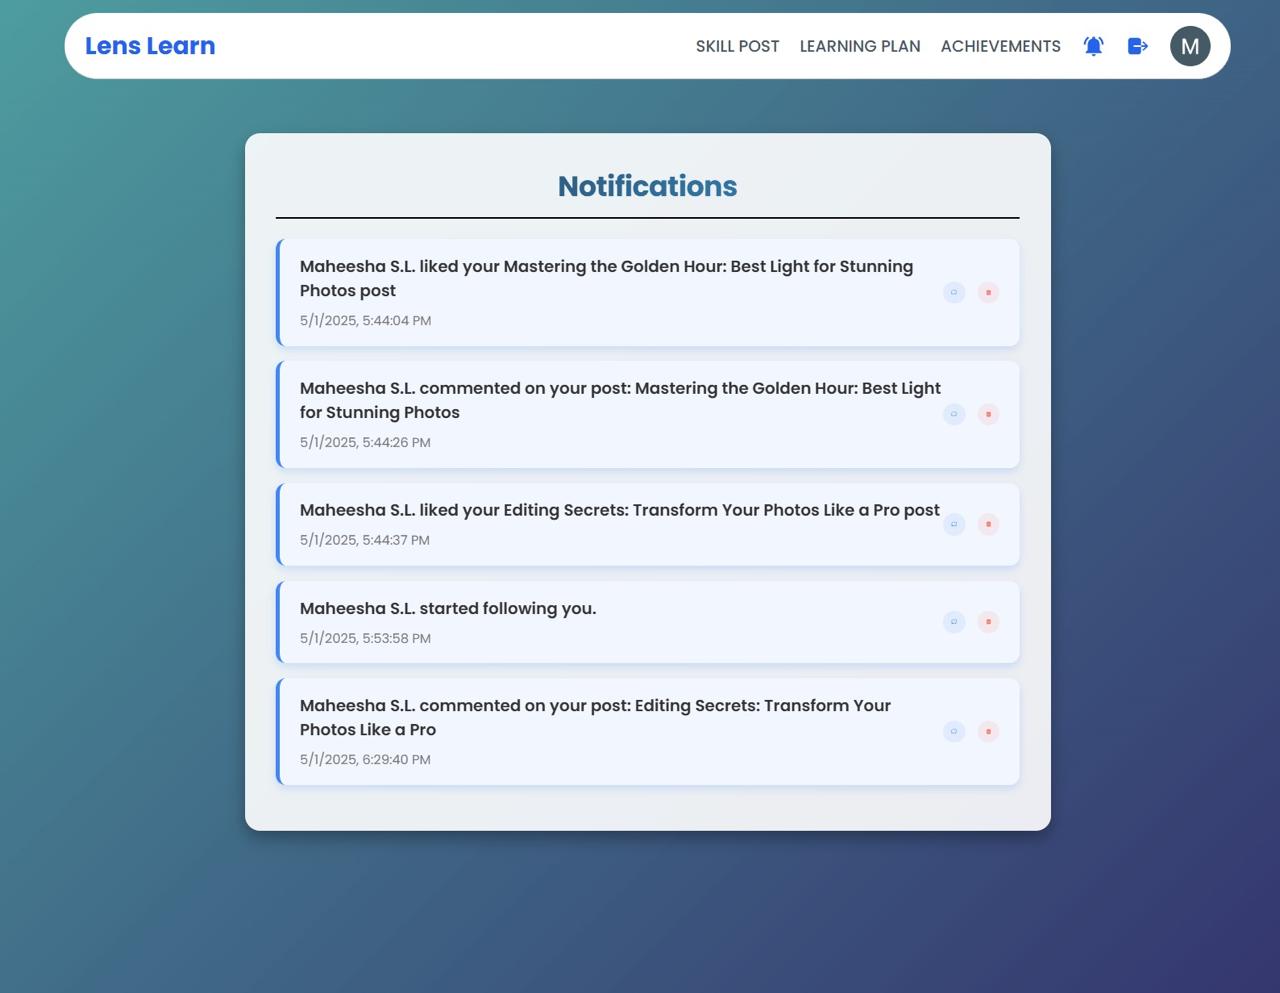 Lens Learn
SKILL POST
LEARNING PLAN
ACHIEVEMENTS
M
Notifications
Maheesha S.L. liked your Mastering the Golden Hour: Best Light for Stunning
Photos post
5/1/2025, 5:44:04 PM
Maheesha S.L. commented on your post: Mastering the Golden Hour: Best Light
for Stunning Photos
5/1/2025, 5:44:26 PM
Maheesha S.L. liked your Editing Secrets: Transform Your Photos Like a Pro post
5/1/2025, 5:44:37 PM
Maheesha S.L. started following you.
5/1/2025, 5:53:58 PM
Maheesha S.L. commented on your post: Editing Secrets: Transform Your
Photos Like a Pro
5/1/2025, 6:29:40 PM